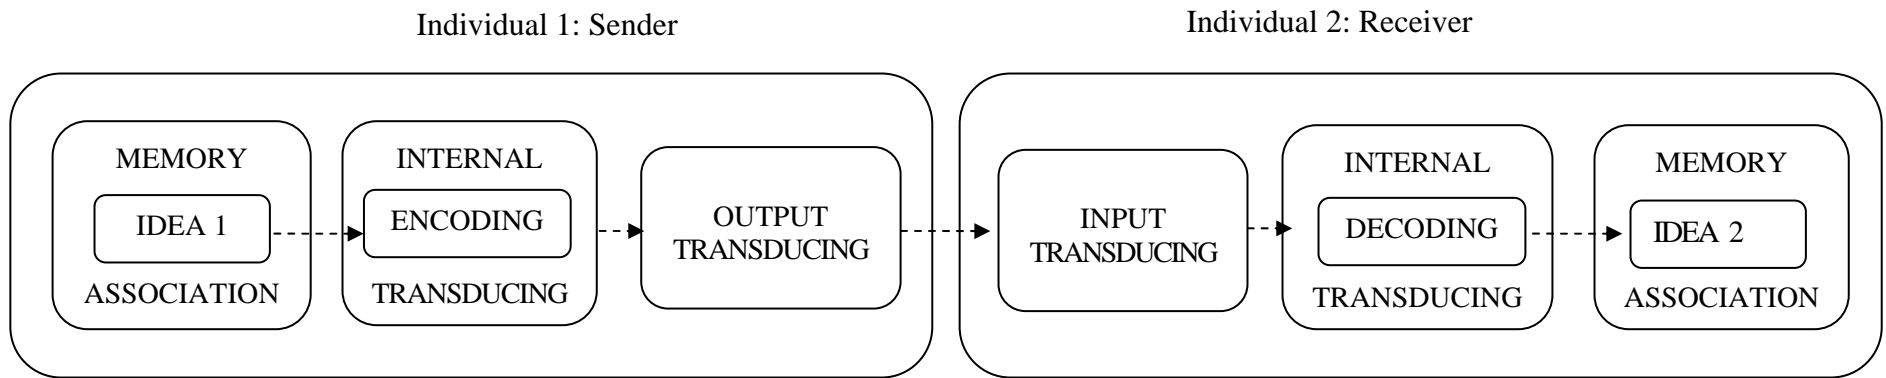 Individual 1: Sender
Individual 2: Receiver
MEMORY
IDEA 1
ASSOCIATION
INTERNAL
ENCODING
TRANSDUCING
OUTPUT
TRANSDUCING
INPUT
TRANSDUCING
INTERNAL
DECODING
TRANSDUCING
MEMORY
IDEA 2
ASSOCIATION